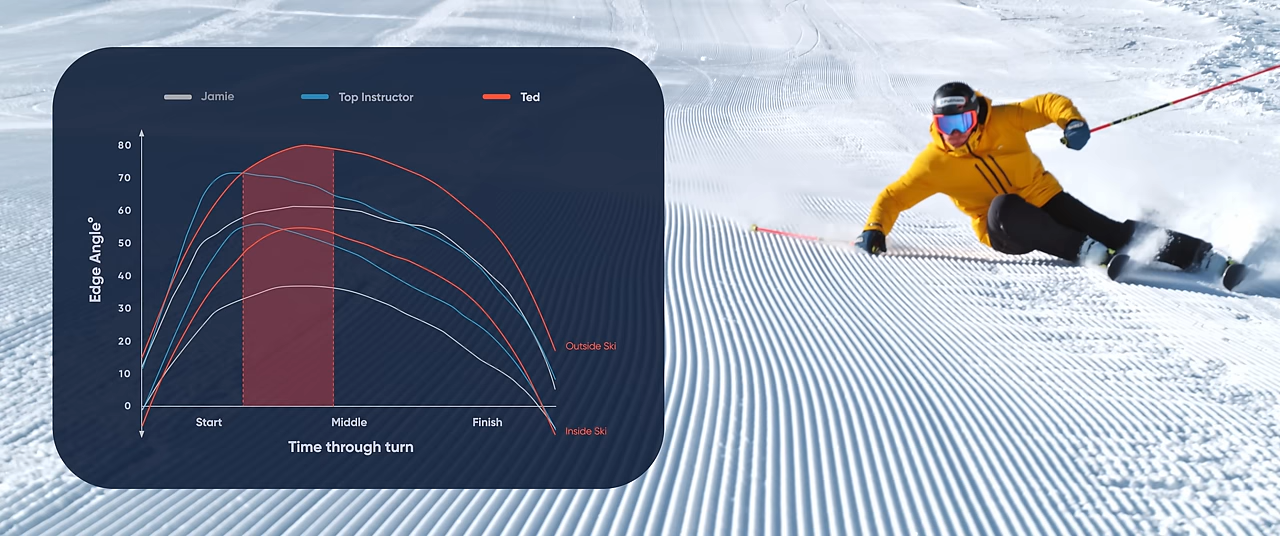 Jamie
Top Instructor
Ted
Edge Angle°
80
70
60
50
40
30
20
10
0
Outside Ski
Inside Ski
Start
Middle
Finish
Time through turn